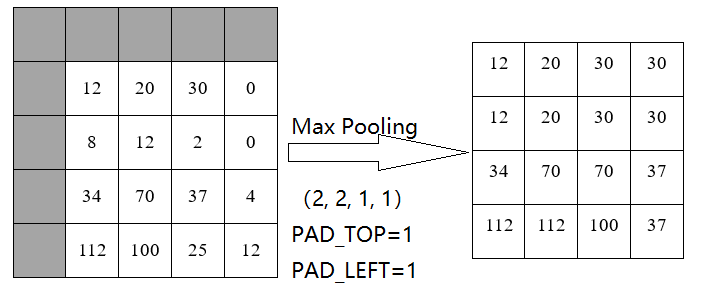 12 20 30 0
8 12 2 0
34 70 37 4
112 100 25 12
Max Pooling
(2, 2, 1, 1)
PAD_TOP=1
PAD_LEFT=1
12 20 30 30
12 20 30 30
34 70 70 37
112 112 100 37